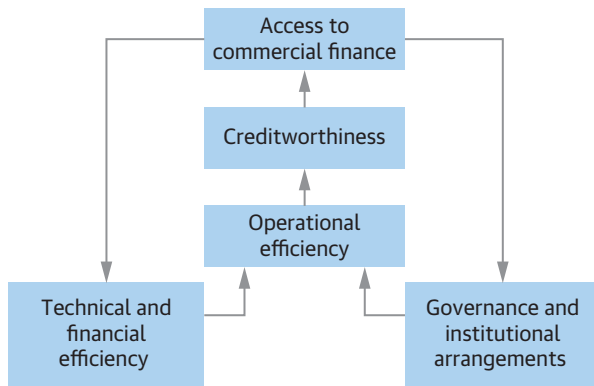 Access to
commercial finance
Creditworthiness
Operational
efficiency
Technical and
financial
efficiency
Governance and
institutional
arrangements